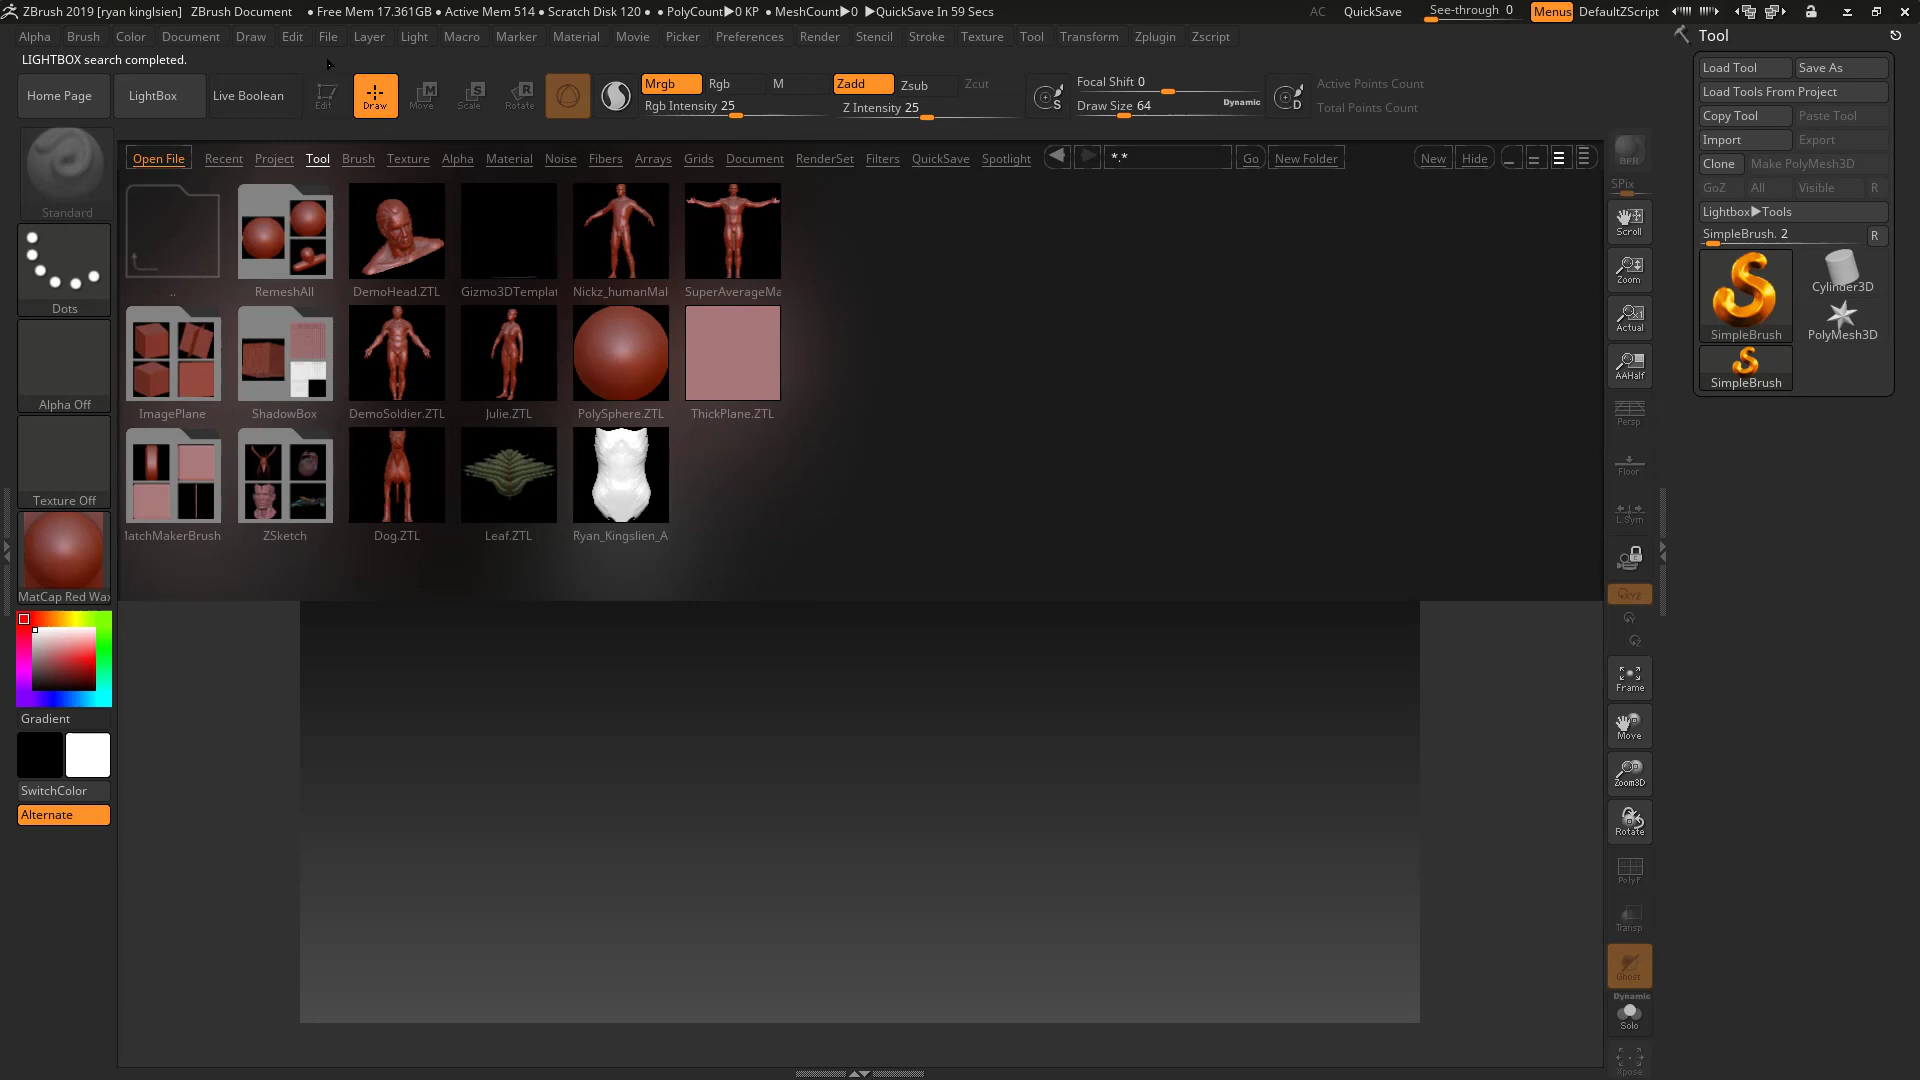 ZBrush 2019 [ryan kinglsien] ZBrush Document • Free Mem 17.361GB • Active Mem 514 • Scratch Disk 120 • • PolyCount▶0 KP • MeshCount▶0 ▶QuickSave In 59 Secs AC QuickSave See-through 0 Menus DefaultZScript
Alpha Brush Color Document Draw Edit File Layer Light Macro Marker Material Movie Picker Preferences Render Stencil Stroke Texture Tool Transform Zplugin Zscript
Tool
LIGHTBOX search completed.
Home Page LightBox Live Boolean Edit Draw Move Scale Rotate
Mrgb Rgb M Zadd Zsub Zcut
Rgb Intensity 25 Z Intensity 25
Focal Shift 0
Draw Size 64 Dynamic
Active Points Count
Total Points Count
Standard
Dots
Alpha Off
Texture Off
MatCap Red Wax
Gradient
SwitchColor
Alternate
Open File Recent Project Tool Brush Texture Alpha Material Noise Fibers Arrays Grids Document RenderSet Filters QuickSave Spotlight *.* Go New Folder New Hide
.. RemeshAll DemoHead.ZTL Gizmo3DTemplat Nickz_humanMal SuperAverageMa
ImagePlane ShadowBox DemoSoldier.ZTL Julie.ZTL PolySphere.ZTL ThickPlane.ZTL
MatchMakerBrush ZSketch Dog.ZTL Leaf.ZTL Ryan_Kingslien_A
BPR
SPix
Scroll
Zoom
Actual
AAHalf
Persp
Floor
L.Sym
XYZ
Frame
Move
Zoom3D
Rotate
PolyF
Transp
Ghost
Dynamic
Solo
Xpose
Load Tool Save As
Load Tools From Project
Copy Tool Paste Tool
Import Export
Clone Make PolyMesh3D
GoZ All Visible R
Lightbox▶Tools
SimpleBrush. 2 R
SimpleBrush Cylinder3D
PolyMesh3D
SimpleBrush